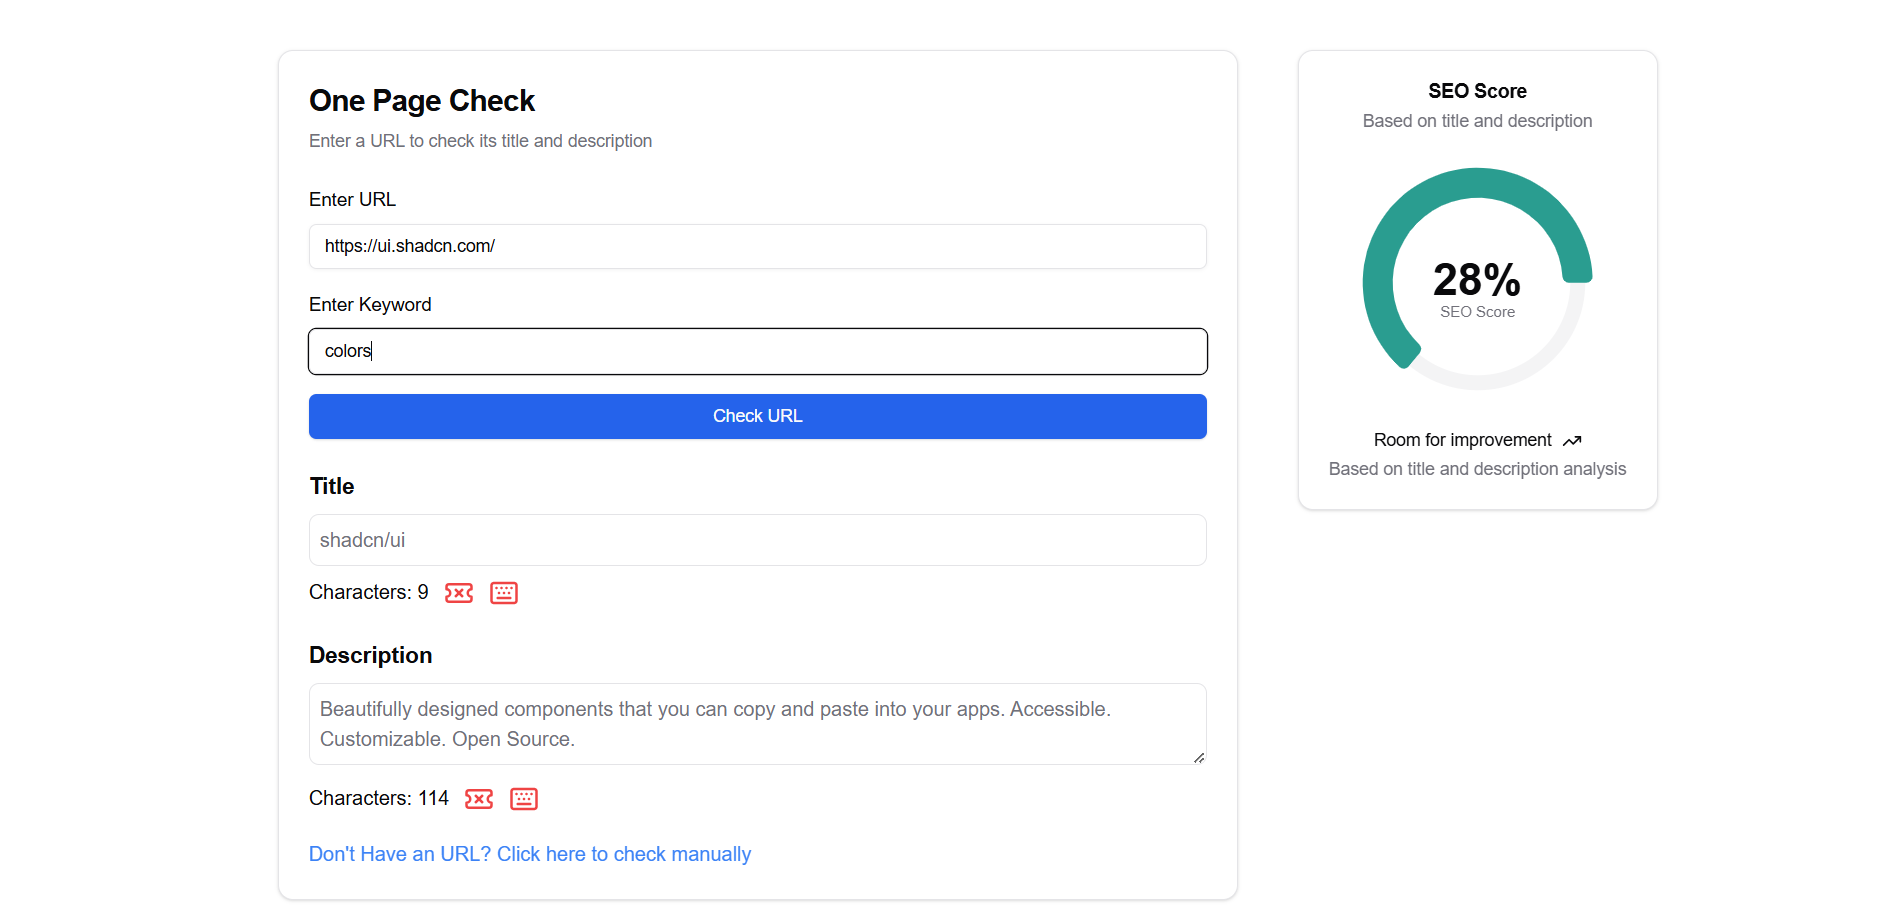 One Page Check
Enter a URL to check its title and description
Enter URL
https://ui.shadcn.com/
Enter Keyword
colors
Check URL
Title
shadcn/ui
Characters: 9
Description
Beautifully designed components that you can copy and paste into your apps. Accessible.
Customizable. Open Source.
Characters: 114
Don't Have an URL? Click here to check manually
SEO Score
Based on title and description
28%
SEO Score
Room for improvement
Based on title and description analysis